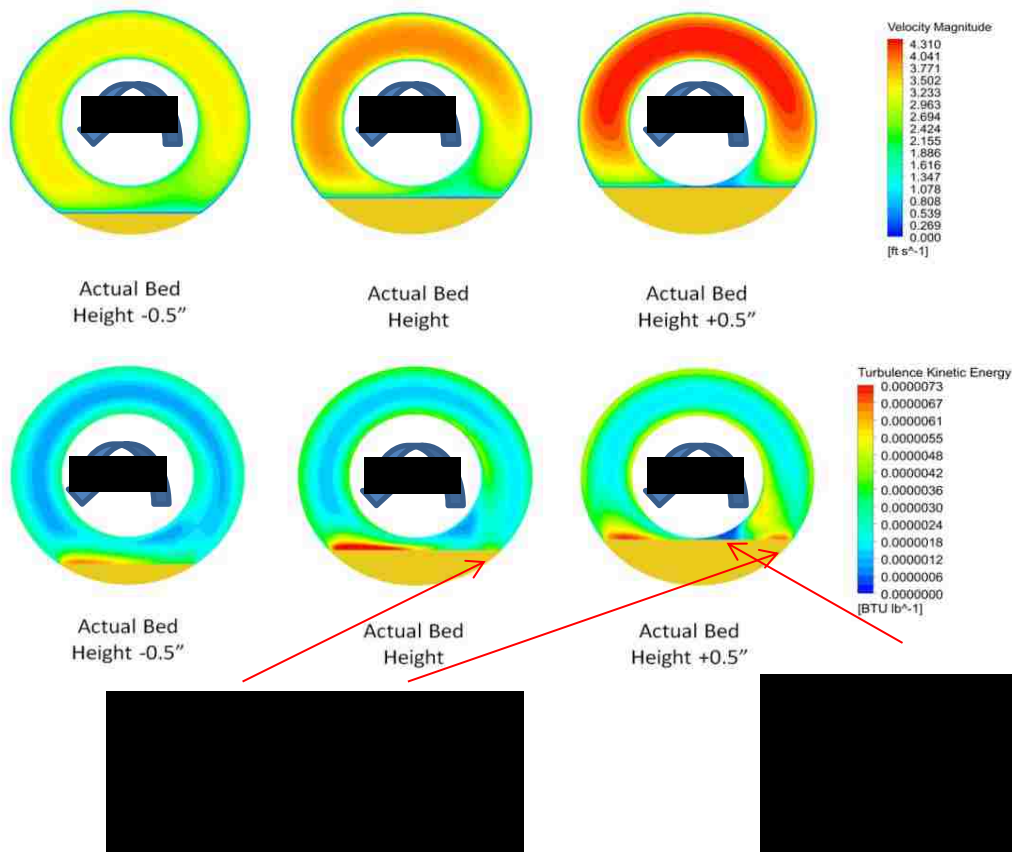 Velocity Magnitude
4.310
4.041
3.771
3.502
3.233
2.963
2.694
2.424
2.155
1.886
1.616
1.347
1.078
0.808
0.539
0.269
0.000
[ft s^-1]
Actual Bed
Height -0.5”
Actual Bed
Height
Actual Bed
Height +0.5”
Turbulence Kinetic Energy
0.0000073
0.0000067
0.0000061
0.0000055
0.0000048
0.0000042
0.0000036
0.0000030
0.0000024
0.0000018
0.0000012
0.0000006
0.0000000
[BTU lb^-1]
Actual Bed
Height -0.5”
Actual Bed
Height
Actual Bed
Height +0.5”